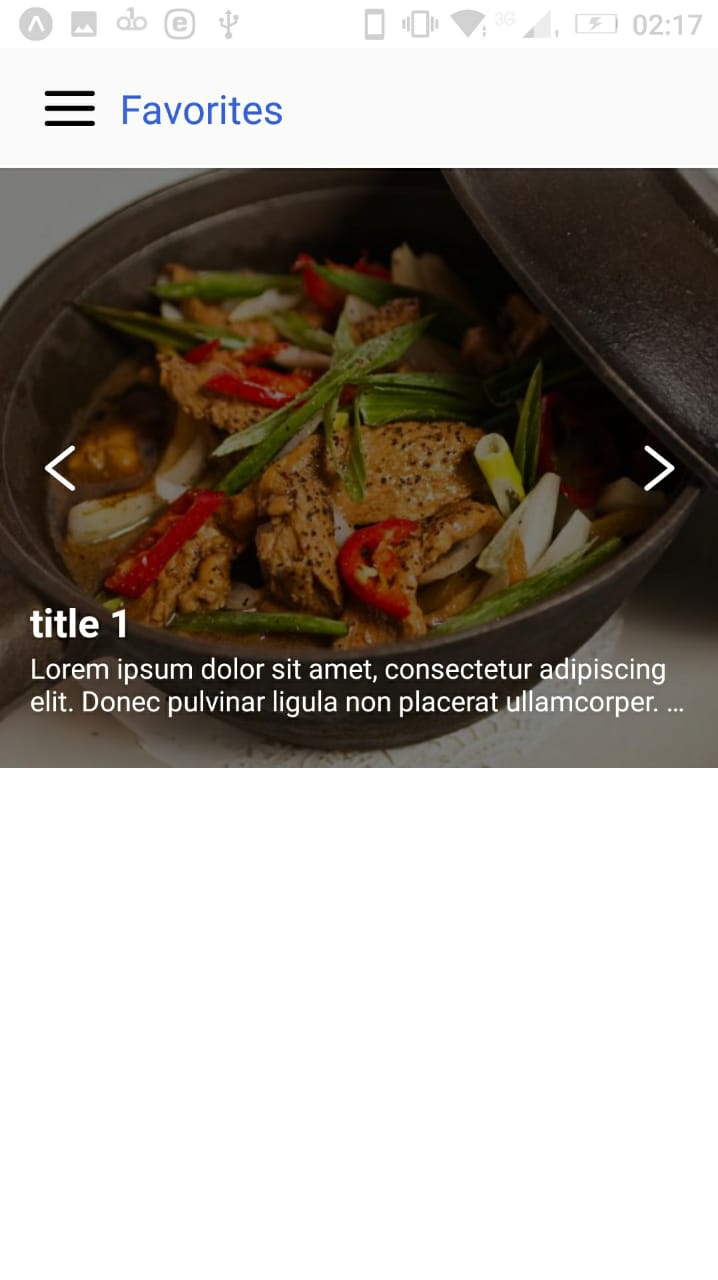 3G
02:17
Favorites
title 1
Lorem ipsum dolor sit amet, consectetur adipiscing
elit. Donec pulvinar ligula non placerat ullamcorper. ...